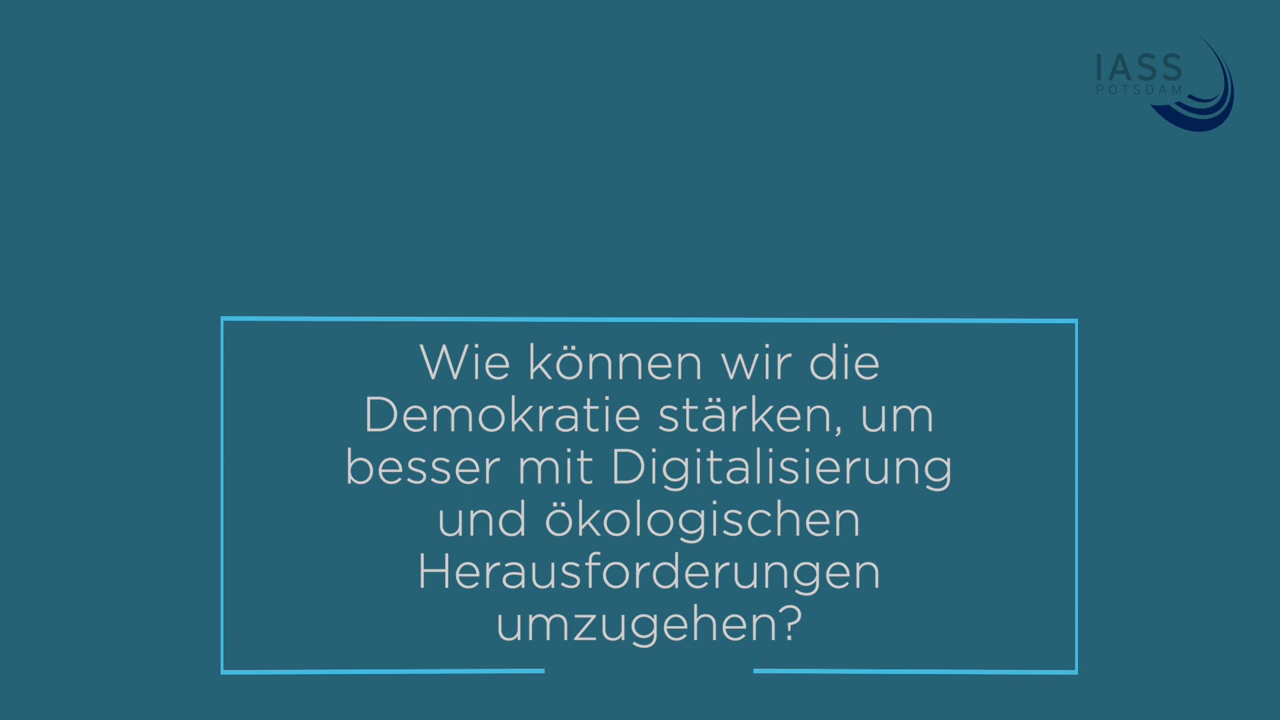 IASS
POTSDAM
Wie können wir die
Demokratie stärken, um
besser mit Digitalisierung
und ökologischen
Herausforderungen
umzugehen?